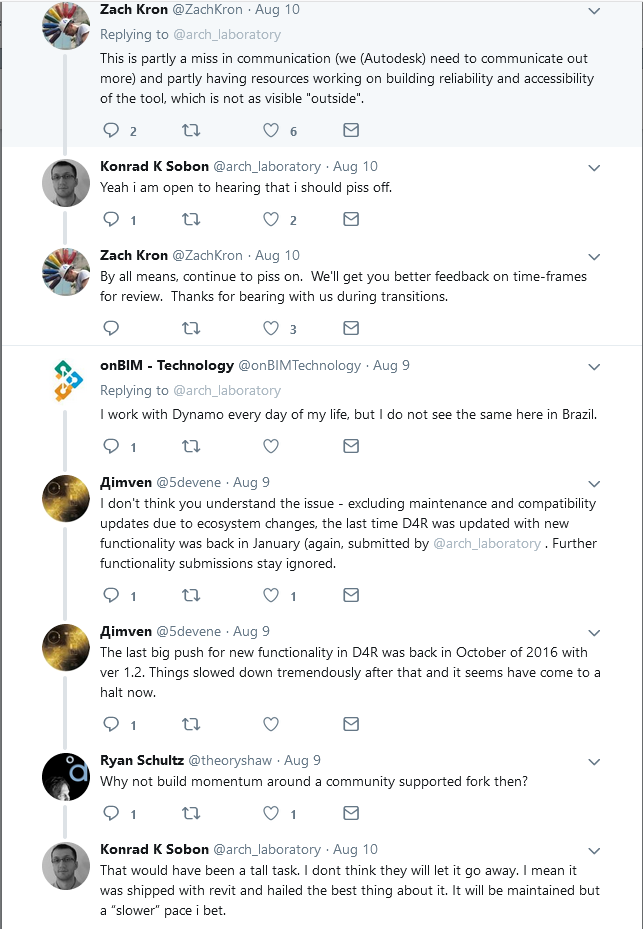 Zach Kron @ZachKron · Aug 10
Replying to @arch_laboratory
This is partly a miss in communication (we (Autodesk) need to communicate out
more) and partly having resources working on building reliability and accessibility
of the tool, which is not as visible "outside".
2 6
Konrad K Sobon @arch_laboratory · Aug 10
Yeah i am open to hearing that i should piss off.
1 2
Zach Kron @ZachKron · Aug 10
By all means, continue to piss on. We'll get you better feedback on time-frames
for review. Thanks for bearing with us during transitions.
3
onBIM - Technology @onBIMTechnology · Aug 9
Replying to @arch_laboratory
I work with Dynamo every day of my life, but I do not see the same here in Brazil.
1
Дimven @5devene · Aug 9
I don't think you understand the issue - excluding maintenance and compatibility
updates due to ecosystem changes, the last time D4R was updated with new
functionality was back in January (again, submitted by @arch_laboratory . Further
functionality submissions stay ignored.
1 1
Дimven @5devene · Aug 9
The last big push for new functionality in D4R was back in October of 2016 with
ver 1.2. Things slowed down tremendously after that and it seems have come to a
halt now.
1
Ryan Schultz @theoryshaw · Aug 9
Why not build momentum around a community supported fork then?
1 1
Konrad K Sobon @arch_laboratory · Aug 10
That would have been a tall task. I dont think they will let it go away. I mean it
was shipped with revit and hailed the best thing about it. It will be maintained but
a “slower” pace i bet.